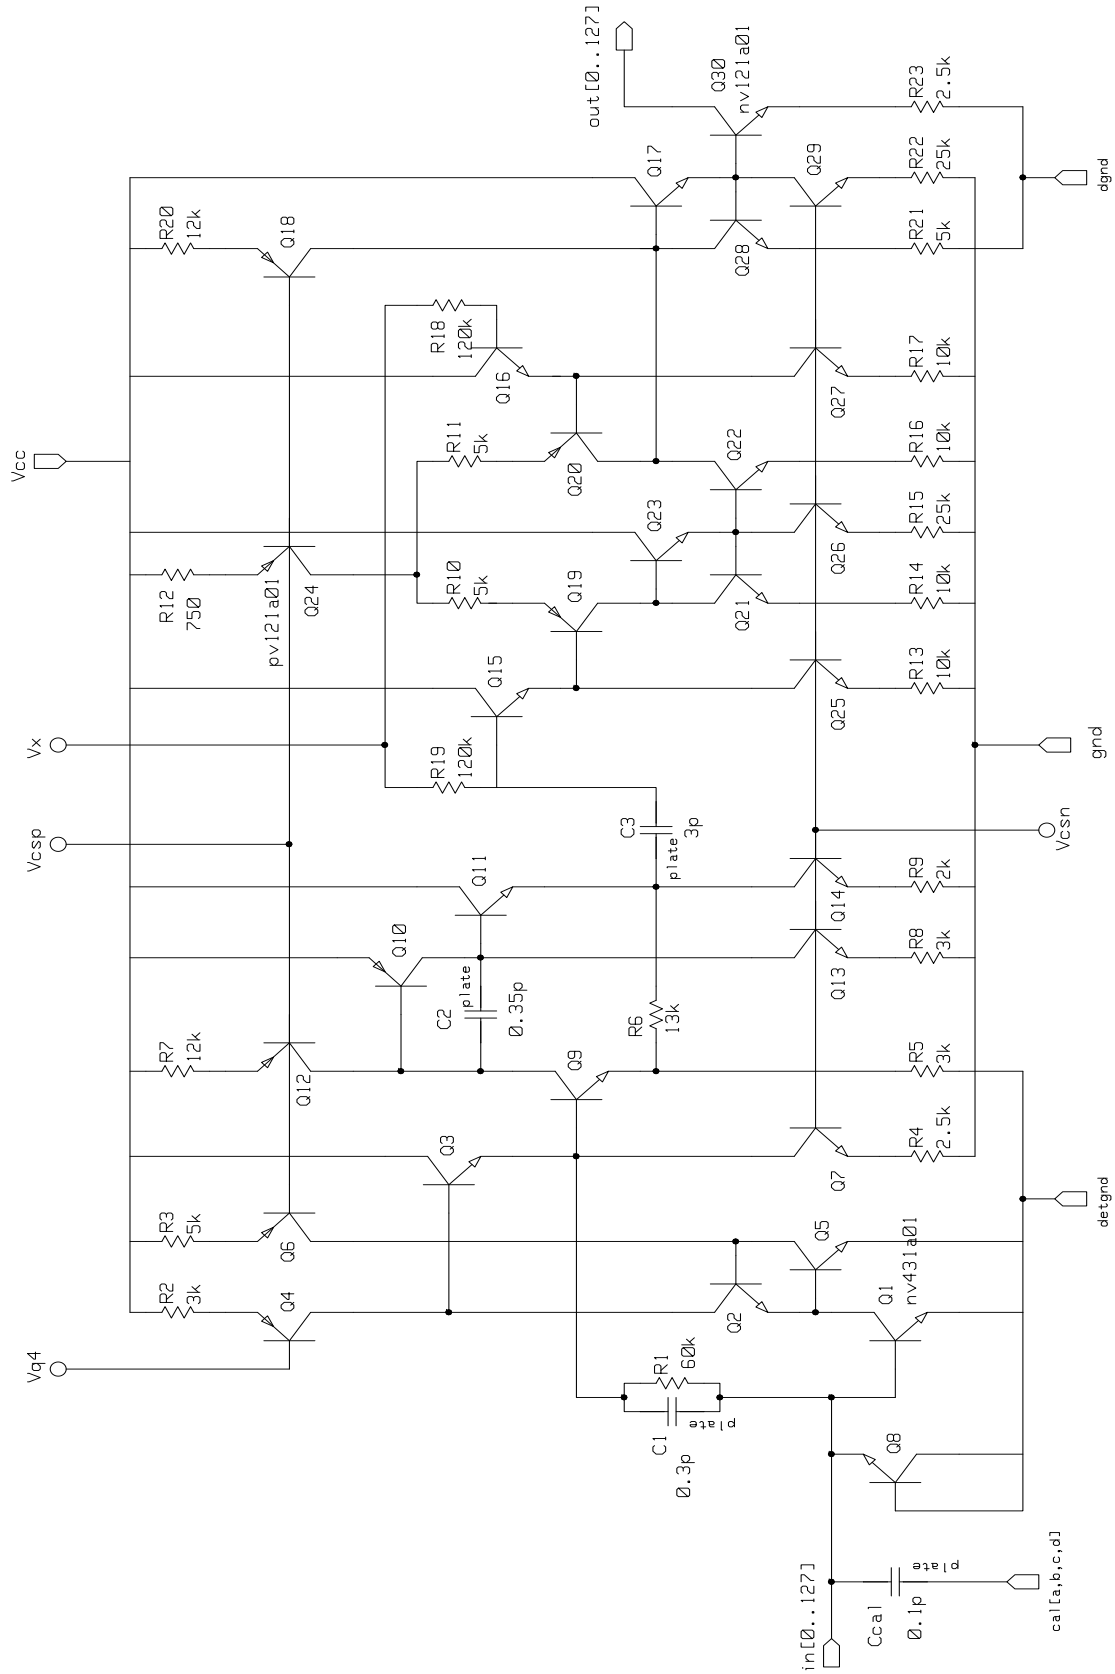 Vcc
Vx
Vcsp
Vq4
out[0..127]
Q30
nv121a01
R23
2.5k
dgnd
Q17
R22
25k
Q29
R20
12k
Q18
Q28
R21
5k
R18
120k
Q16
R17
10k
Q27
R11
5k
Q20
Q22
R16
10k
Q23
R15
25k
Q26
R12
750
pv121a01
Q24
R10
5k
Q19
Q21
R14
10k
Q15
R13
10k
Q25
gnd
R19
120k
C3
3p
plate
Vcsn
Q11
Q14
R9
2k
Q10
plate
C2
0.35p
Q13
R8
3k
R6
13k
R7
12k
Q12
Q9
R5
3k
Q3
R4
2.5k
Q7
detgnd
R3
5k
Q6
Q5
R2
3k
Q4
Q2
Q1
nv431a01
R1
60k
C1
0.3p
plate
Q8
in[0..127]
Ccal
0.1p
plate
cal[a,b,c,d]